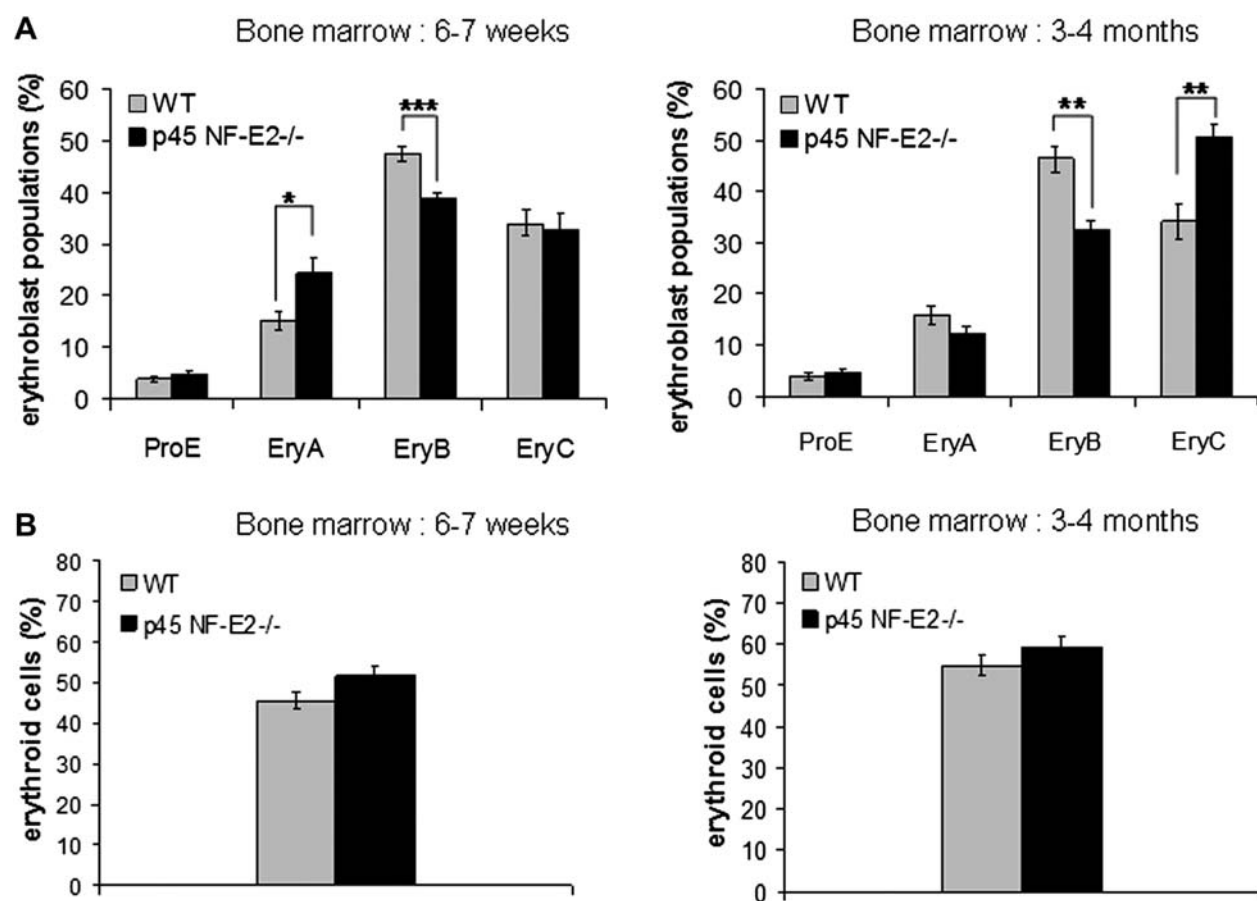 A
Bone marrow : 6-7 weeks
erythroblast populations (%)
60
50
40
30
20
10
0
WT
p45 NF-E2-/-
*
***
ProE EryA EryB EryC
Bone marrow : 3-4 months
erythroblast populations (%)
60
50
40
30
20
10
0
WT
p45 NF-E2-/-
**
**
ProE EryA EryB EryC
B
Bone marrow : 6-7 weeks
erythroid cells (%)
80
70
60
50
40
30
20
10
0
WT
p45 NF-E2-/-
Bone marrow : 3-4 months
erythroid cells (%)
80
70
60
50
40
30
20
10
0
WT
p45 NF-E2-/-